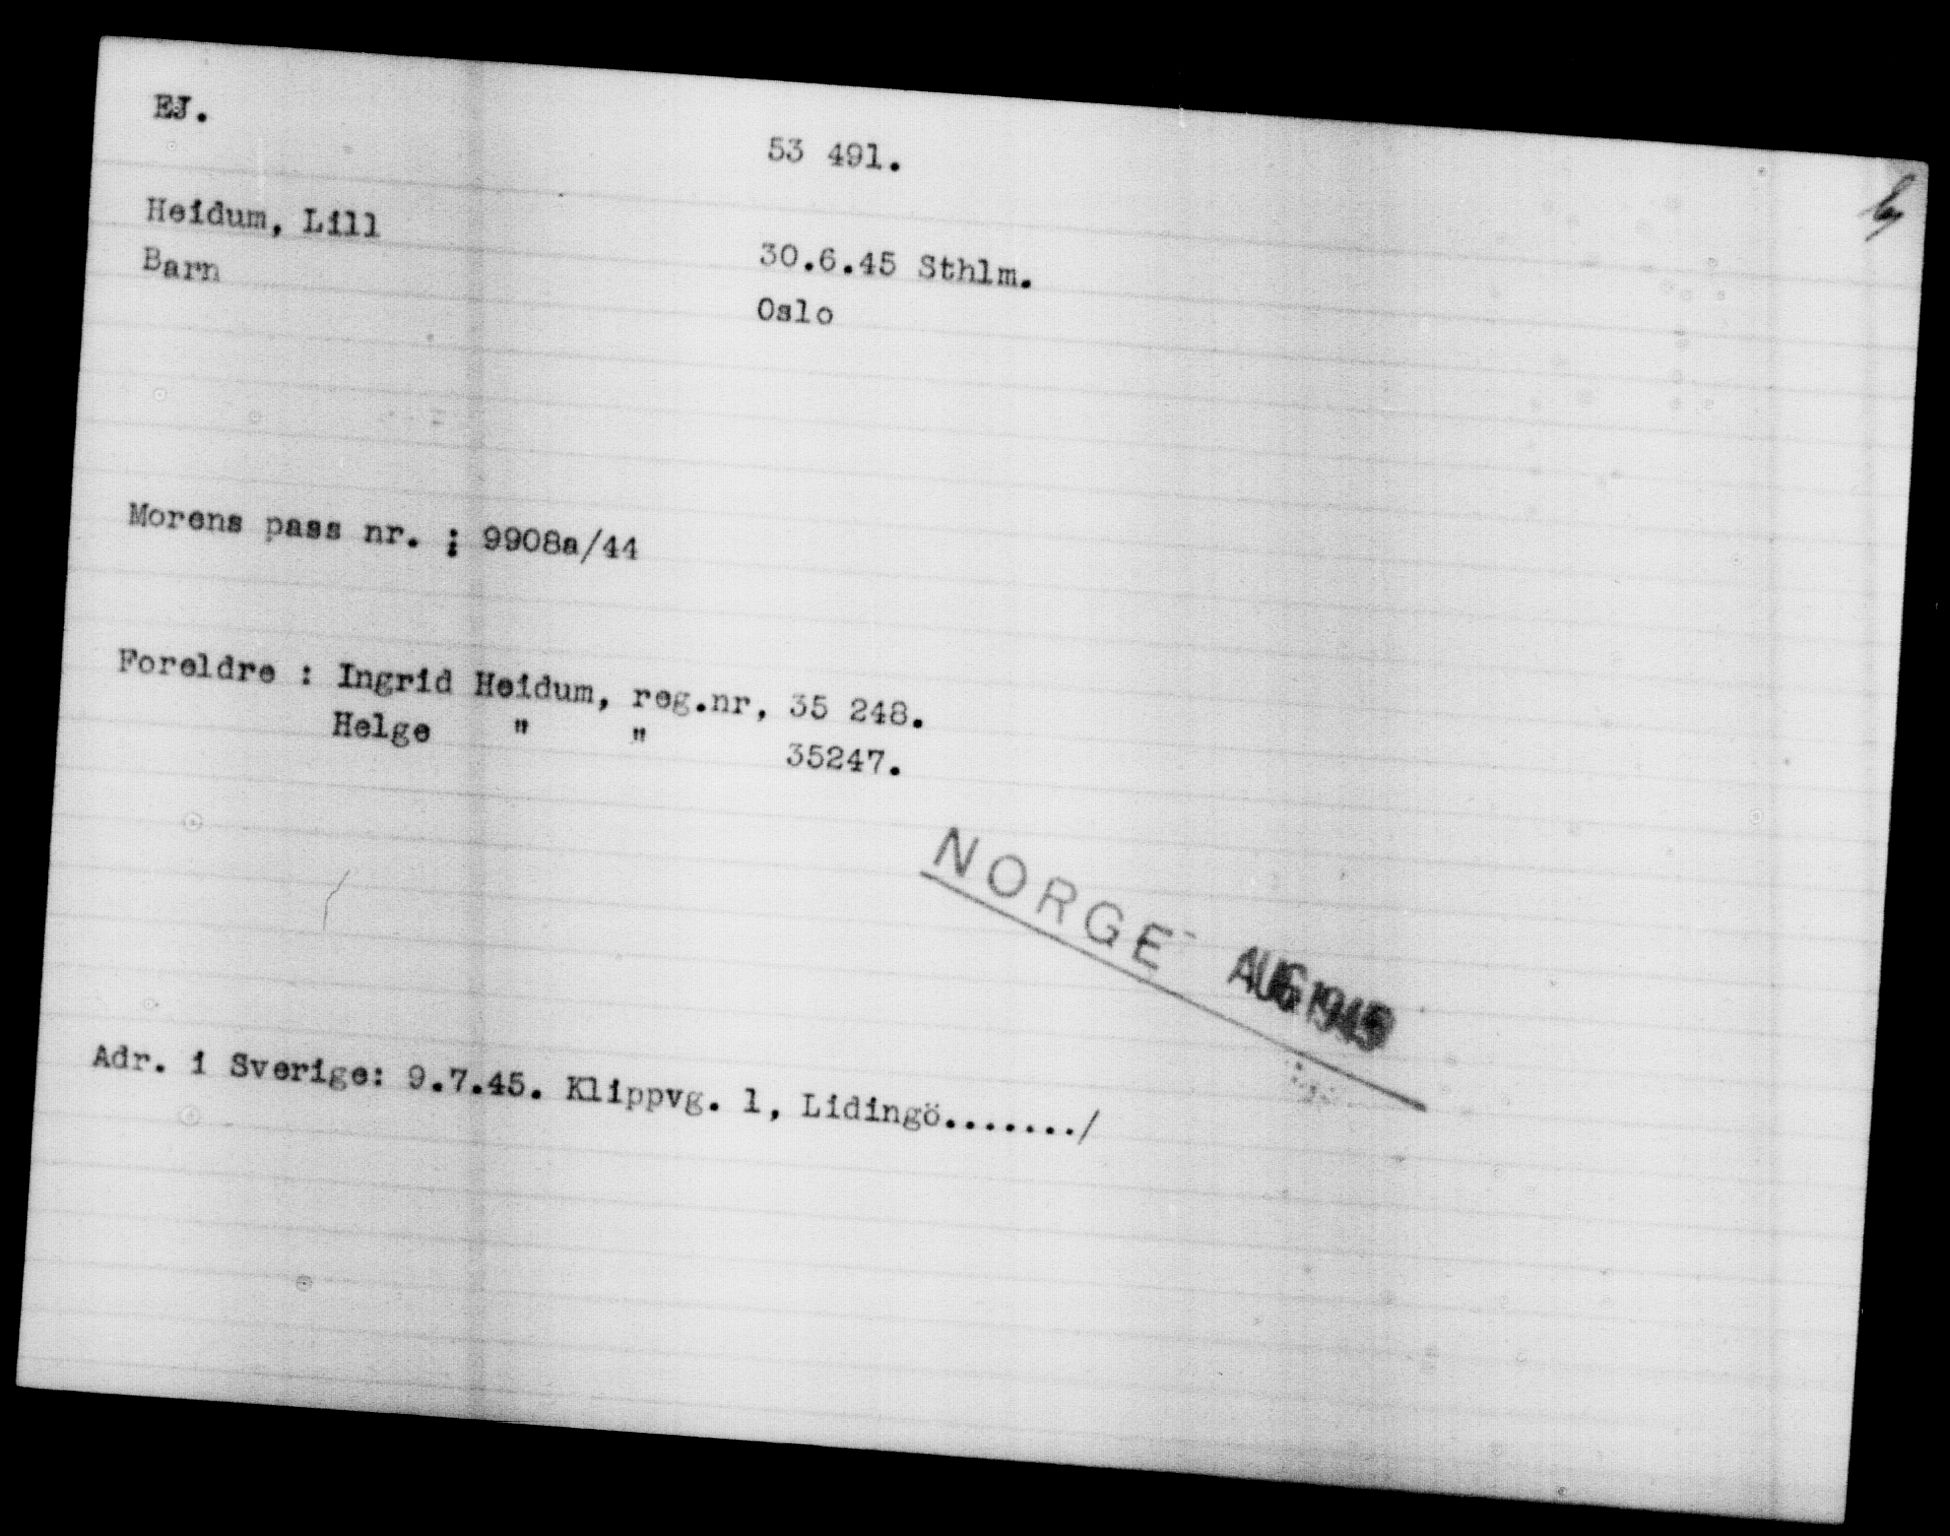 EJ.
53 491.
Heidum, Lill
30.6.45 Sthlm.
Barn
Oslo
Morens pass nr. : 9908a/44
Foreldre : Ingrid Heidum, reg.nr, 35 248.
Helge " " 35247.
NORGE
AUG 1945
Adr. i Sverige: 9.7.45. Klippvg. 1, Lidingö......./